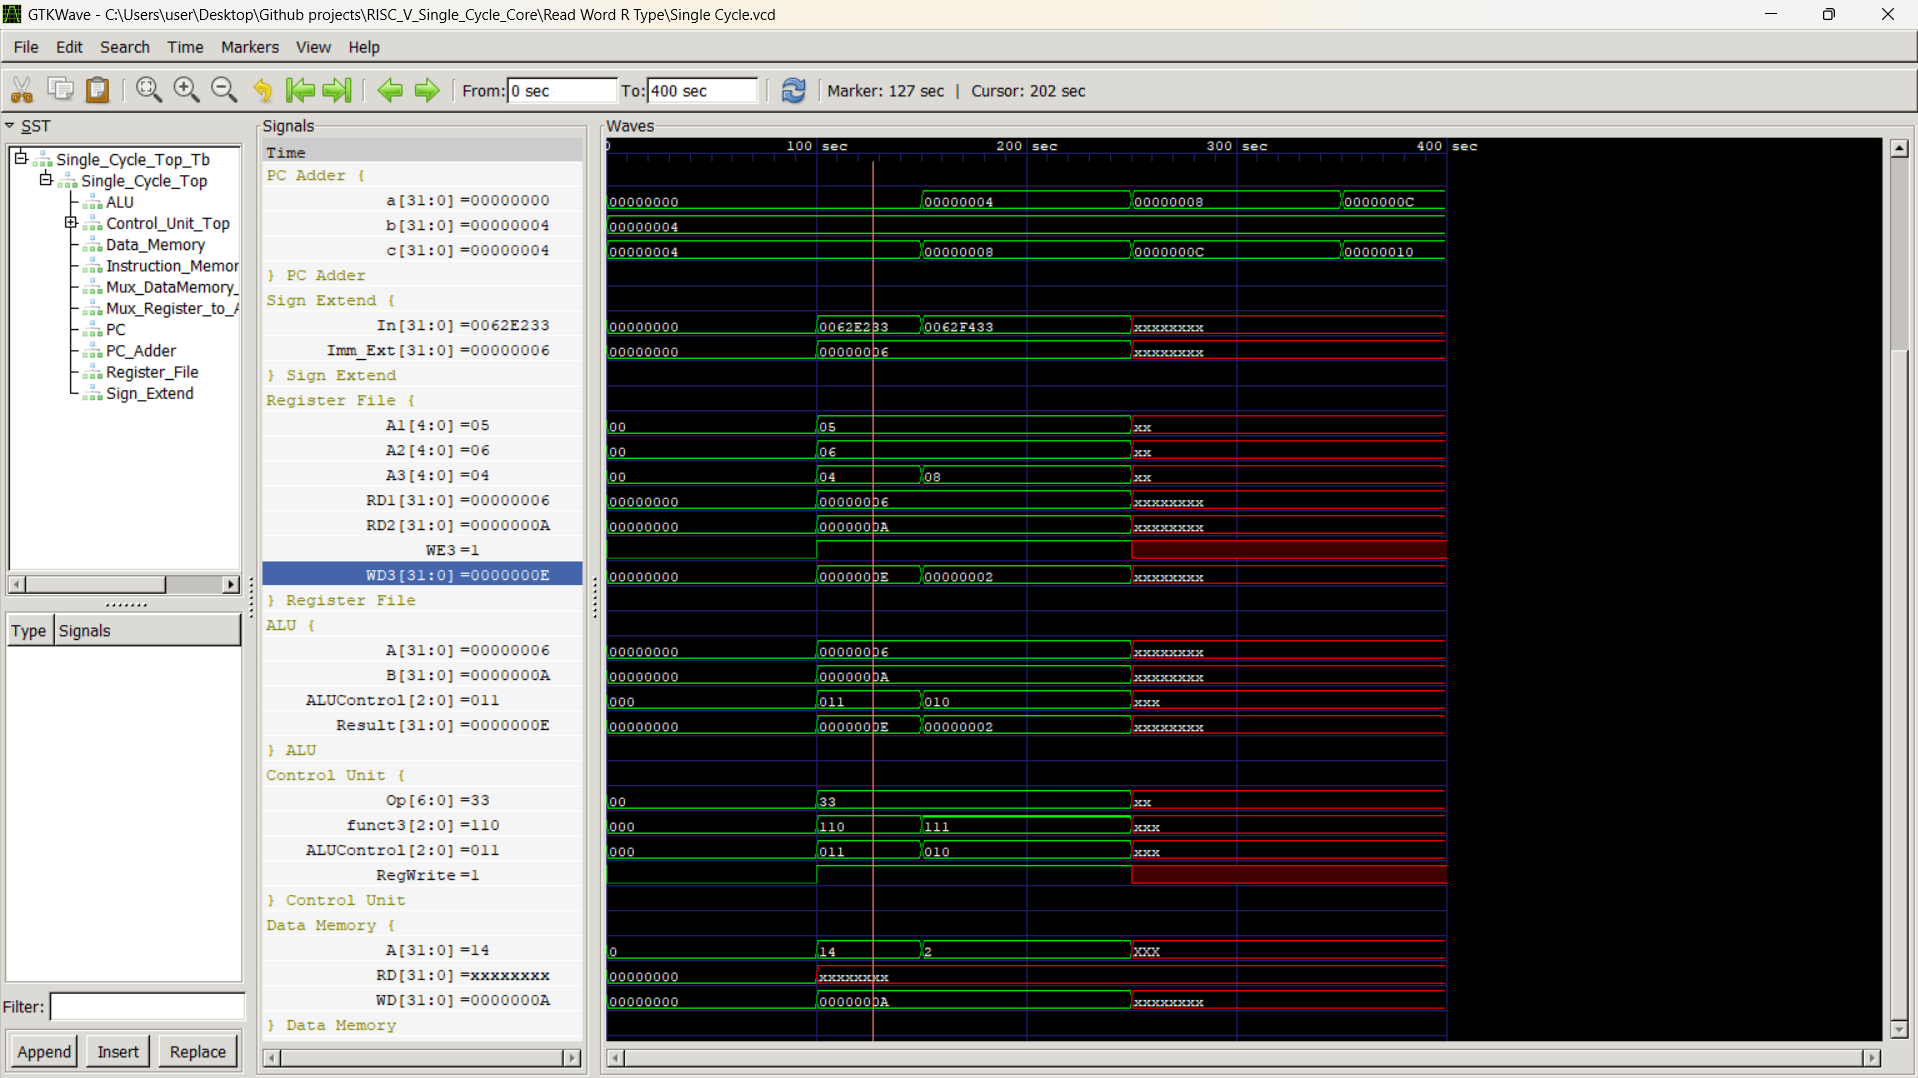 GTKWave - C:\Users\user\Desktop\Github projects\RISC_V_Single_Cycle_Core\Read Word R Type\Single Cycle.vcd
File Edit Search Time Markers View Help
From: 0 sec To: 400 sec Marker: 127 sec | Cursor: 202 sec
SST
Single_Cycle_Top_Tb
Single_Cycle_Top
ALU
Control_Unit_Top
Data_Memory
Instruction_Memor
Mux_DataMemory_
Mux_Register_to_A
PC
PC_Adder
Register_File
Sign_Extend
Type Signals
Filter:
Append Insert Replace
Signals
Time
PC Adder {
a[31:0] =00000000
b[31:0] =00000004
c[31:0] =00000004
} PC Adder
Sign Extend {
In[31:0] =0062E233
Imm_Ext[31:0] =00000006
} Sign Extend
Register File {
A1[4:0] =05
A2[4:0] =06
A3[4:0] =04
RD1[31:0] =00000006
RD2[31:0] =0000000A
WE3 =1
WD3[31:0] =0000000E
} Register File
ALU {
A[31:0] =00000006
B[31:0] =0000000A
ALUControl[2:0] =011
Result[31:0] =0000000E
} ALU
Control Unit {
Op[6:0] =33
funct3[2:0] =110
ALUControl[2:0] =011
RegWrite =1
} Control Unit
Data Memory {
A[31:0] =14
RD[31:0] =xxxxxxxx
WD[31:0] =0000000A
} Data Memory
Waves
0 100 sec 200 sec 300 sec 400 sec
00000000 00000004 00000008 0000000C
00000004
00000004 00000008 0000000C 00000010
00000000 0062E233 0062F433 xxxxxxxx
00000000 00000006 xxxxxxxx
00 05 xx
00 06 xx
00 04 08 xx
00000000 00000006 xxxxxxxx
00000000 0000000A xxxxxxxx
00000000 0000000E 00000002 xxxxxxxx
00000000 00000006 xxxxxxxx
00000000 0000000A xxxxxxxx
000 011 010 xxx
00000000 0000000E 00000002 xxxxxxxx
00 33 xx
000 110 111 xxx
000 011 010 xxx
0 14 2 XXX
00000000 xxxxxxxx
00000000 0000000A xxxxxxxx